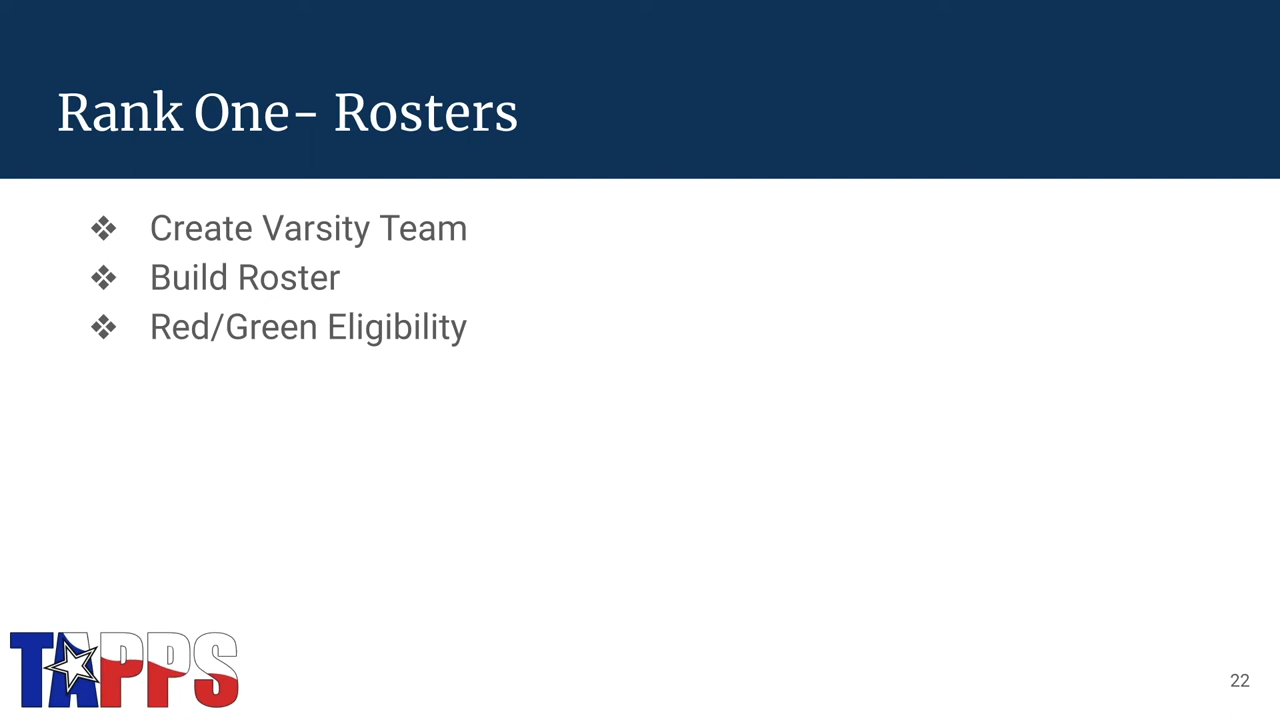 Rank One- Rosters
❖ Create Varsity Team
❖ Build Roster
❖ Red/Green Eligibility
TAPPS
22